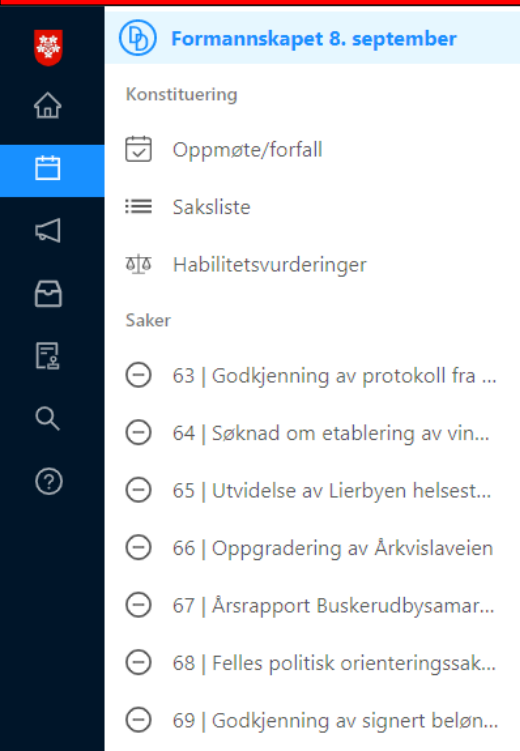 Formannskapet 8. september
Konstituering
Oppmøte/forfall
Saksliste
Habilitetsvurderinger
Saker
63 | Godkjenning av protokoll fra ...
64 | Søknad om etablering av vin...
65 | Utvidelse av Lierbyen helsest...
66 | Oppgradering av Årkvislaveien
67 | Årsrapport Buskerudbysamar...
68 | Felles politisk orienteringssak...
69 | Godkjenning av signert beløn...